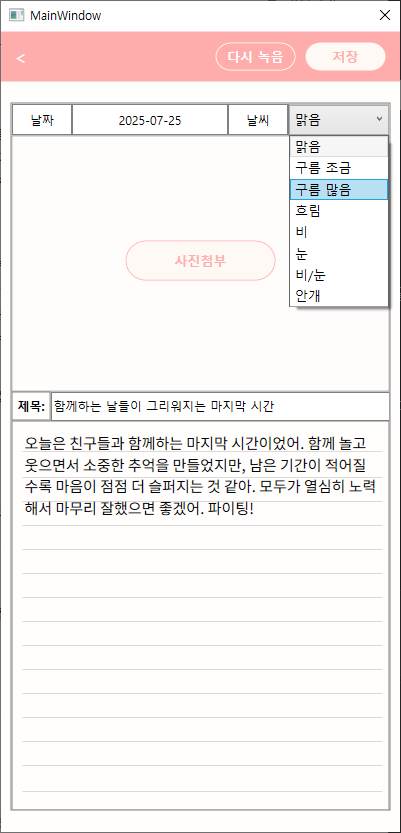 MainWindow
<
다시 녹음
저장
날짜
2025-07-25
날씨
맑음
맑음
구름 조금
구름 많음
흐림
비
눈
비/눈
안개
사진첨부
제목:
함께하는 날들이 그리워지는 마지막 시간
오늘은 친구들과 함께하는 마지막 시간이었어. 함께 놀고
웃으면서 소중한 추억을 만들었지만, 남은 기간이 적어질
수록 마음이 점점 더 슬퍼지는 것 같아. 모두가 열심히 노력
해서 마무리 잘했으면 좋겠어. 파이팅!